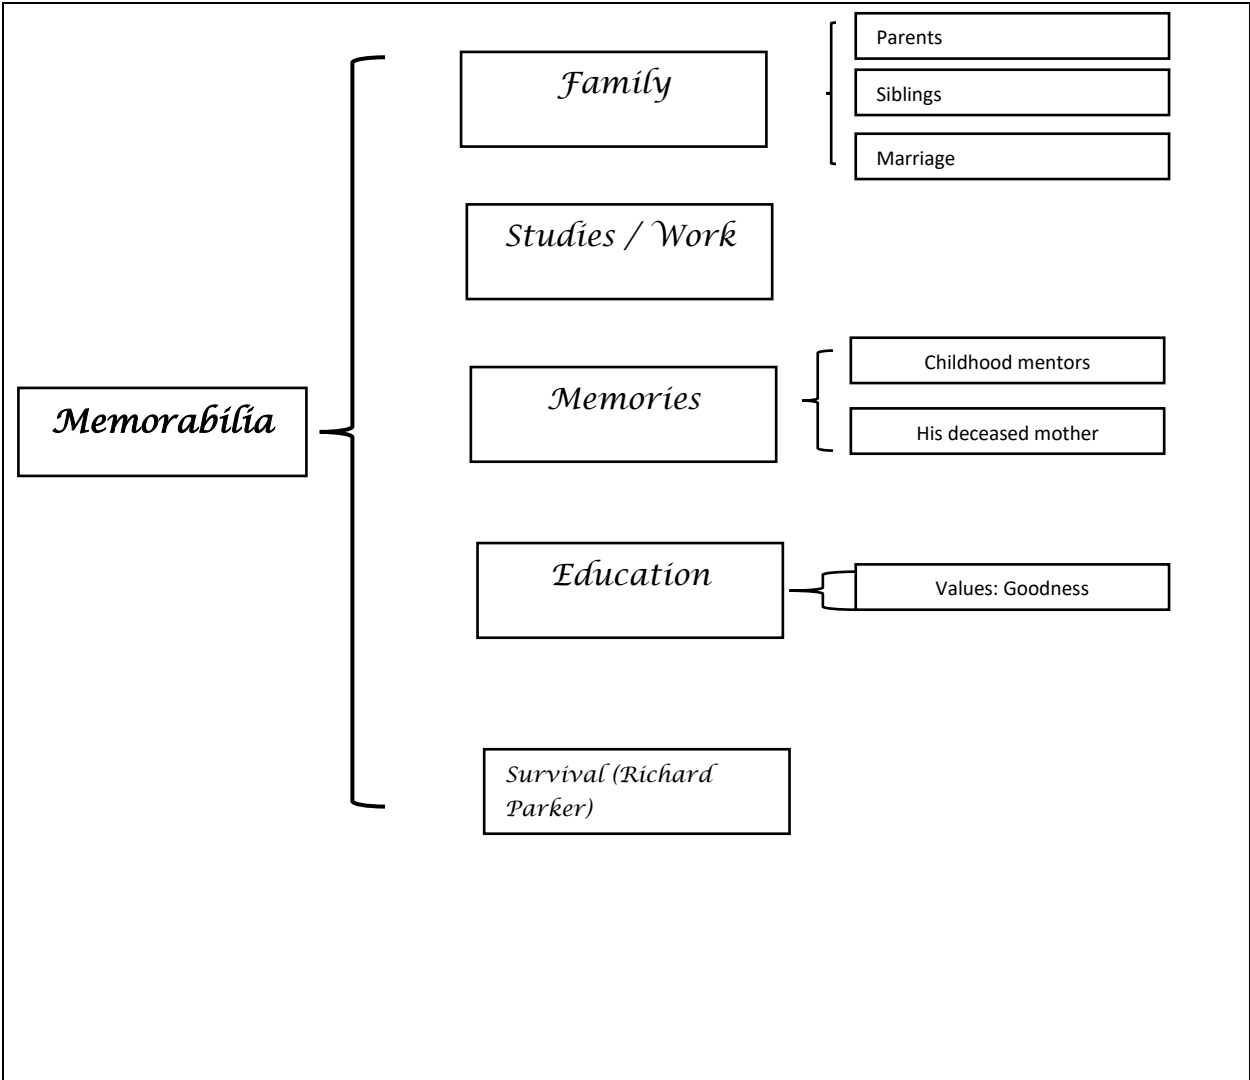 Memorabilia
Family
Parents
Siblings
Marriage
Studies / Work
Memories
Childhood mentors
His deceased mother
Education
Values: Goodness
Survival (Richard
Parker)